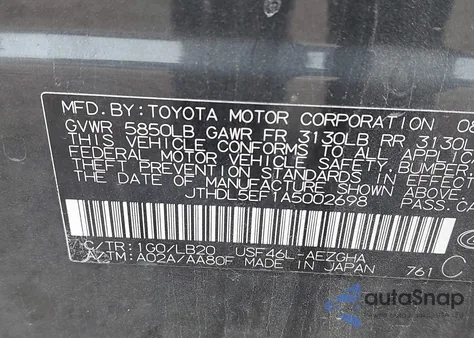 MFD. BY: TOYOTA MOTOR CORPORATION 08
GVWR 5850LB GAWR FR 3130LB RR 3130L
THIS VEHICLE CONFORMS TO ALL APPLIC
FEDERAL MOTOR VEHICLE SAFETY, BUMPER,
THEFT PREVENTION STANDARDS IN EFFECT
THE DATE OF MANUFACTURE SHOWN ABOVE.
JTHDL5EF1A5002698 PASS.CA
C/TR: 1G0/LB20 USF46L-AEZGHA
A/TM: A02A/AA80F MADE IN JAPAN 761 C
autaSnap